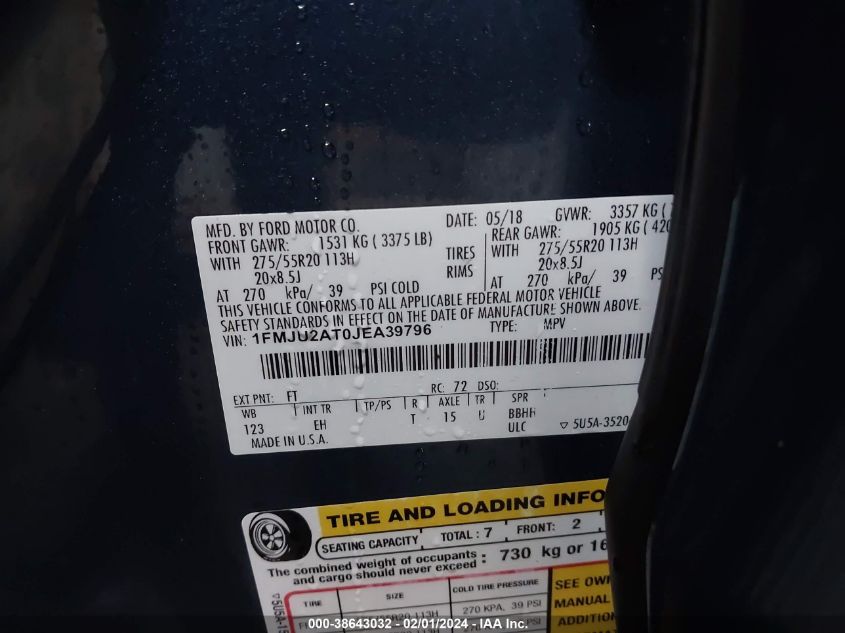 MFD. BY FORD MOTOR CO. DATE: 05/18 GVWR: 3357 KG (
FRONT GAWR: 1531 KG ( 3375 LB) REAR GAWR: 1905 KG ( 420
WITH 275/55R20 113H TIRES WITH 275/55R20 113H
20x8.5J RIMS 20x8.5J
AT 270 kPa/ 39 PSI COLD AT 270 kPa/ 39 PS
THIS VEHICLE CONFORMS TO ALL APPLICABLE FEDERAL MOTOR VEHICLE
SAFETY STANDARDS IN EFFECT ON THE DATE OF MANUFACTURE SHOWN ABOVE.
VIN: 1FMJU2AT0JEA39796 TYPE: MPV
EXT PNT: FT RC: 72 DSO:
WB INT TR TP/PS R AXLE TR SPR
123 EH T 15 U BBHH
MADE IN U.S.A. ULC 5U5A-3520
TIRE AND LOADING INFO
SEATING CAPACITY TOTAL : 7 FRONT: 2
The combined weight of occupants : 730 kg or 16
and cargo should never exceed
TIRE SIZE COLD TIRE PRESSURE SEE OWN
55R20 113H 270 KPA, 39 PSI MANUAL
ADDITION
000-38643032 - 02/01/2024 - IAA Inc.